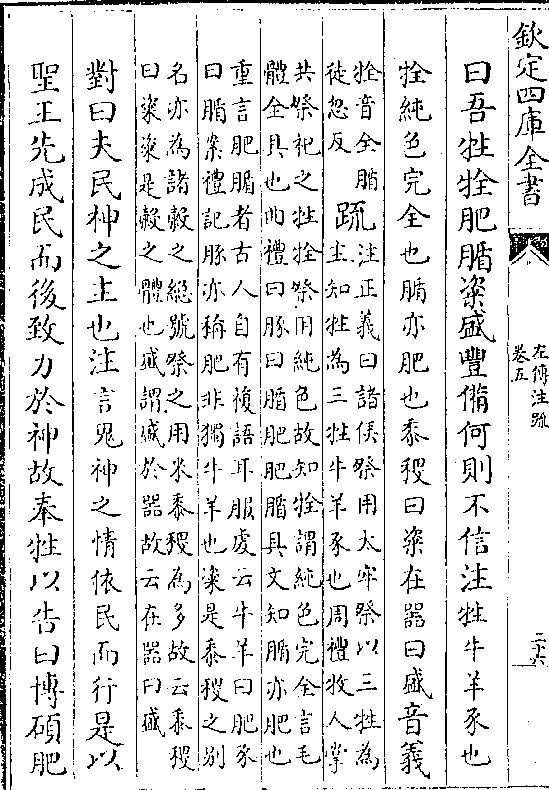 欽定四庫全書
左傳注疏
卷五
二十六
曰吾牲牷肥腯粢盛豐備何則不信注牲牛羊豕也
牷純色完全也腯亦肥也黍稷曰粢在器曰盛音義
牷音全腯
徒忽反
疏
注正義曰諸侯祭用大牢祭以三牲為
主知牲為三牲牛羊豕也周禮牧人掌
共祭祀之牲牷祭用純色故知牷謂純色完全言毛
體全具也曲禮曰豚曰腯肥肥腯具文知腯亦肥也
重言肥腯者古人自有複語耳服䖍云牛羊曰肥豕
曰腯案禮記豚亦稱肥非獨牛羊也粢是黍稷之别
名亦為諸穀之緫號祭之用米黍稷為多故云黍稷
曰粢粢是穀之體也盛謂盛於器故云在器曰盛
對曰夫民神之主也注言鬼神之情依民而行是以
聖王先成民而後致力於神故奉牲以告曰博碩肥